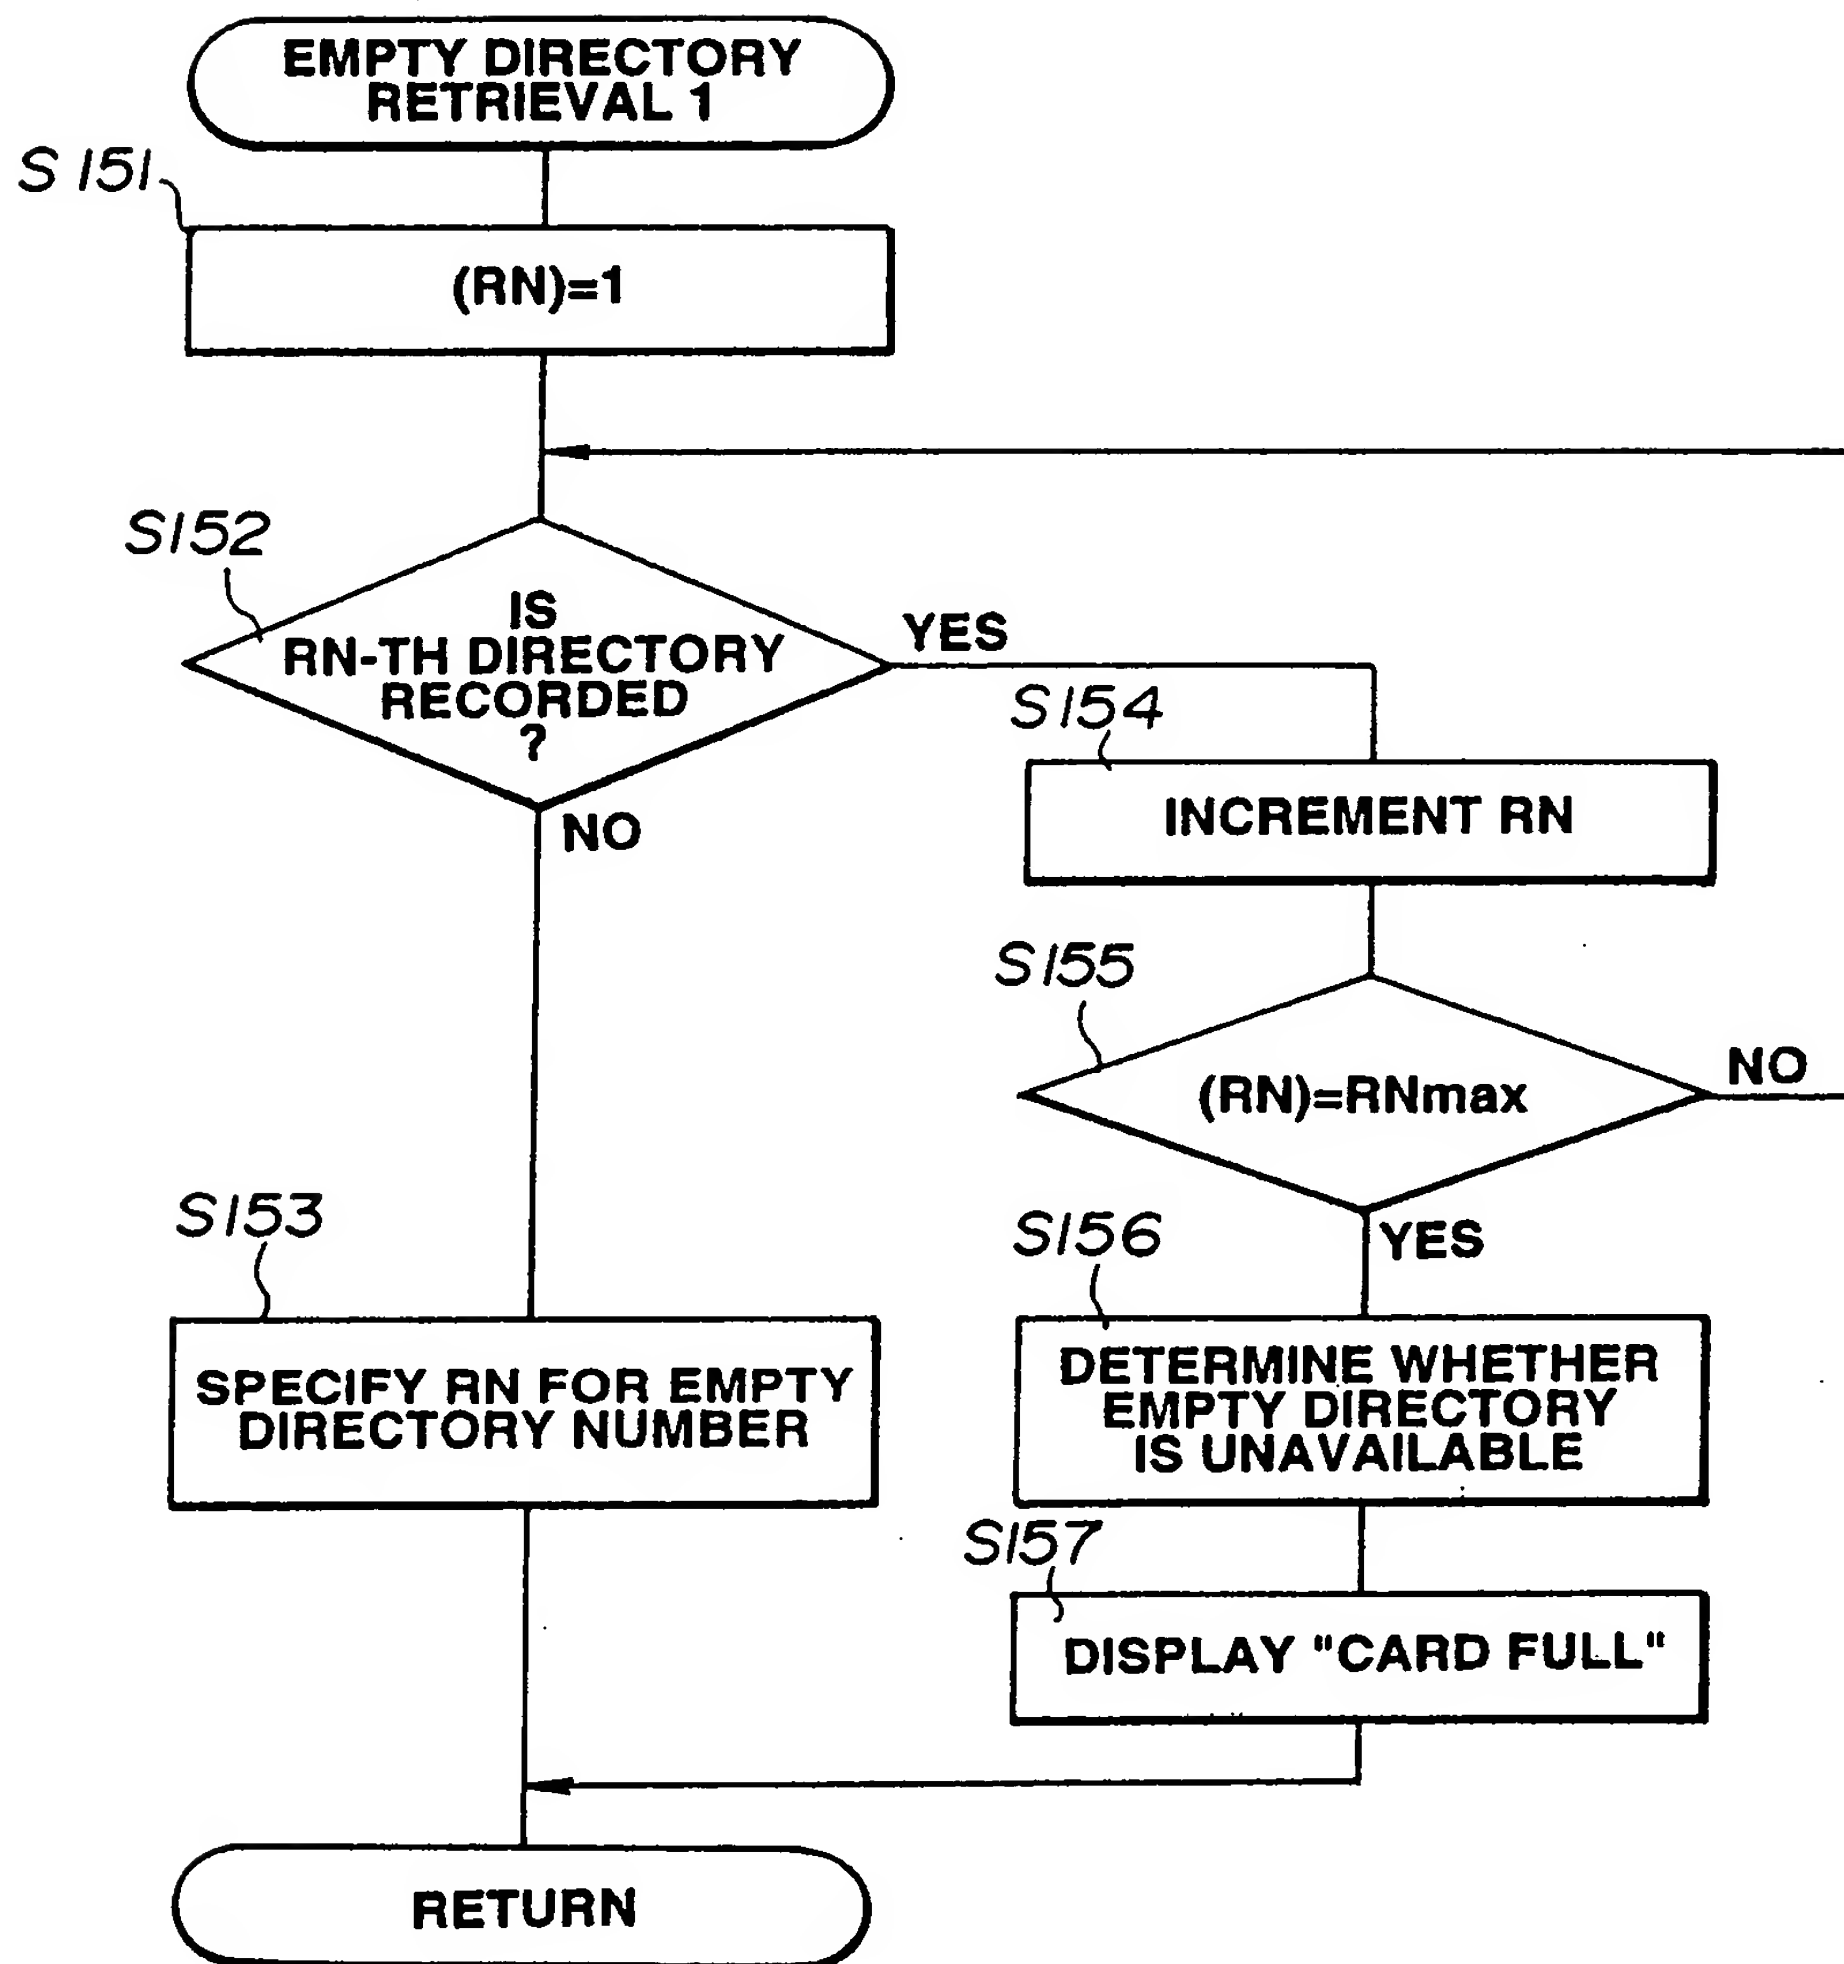 EMPTY DIRECTORY
RETRIEVAL 1
S151
(RN)=1
S152
IS
RN-TH DIRECTORY
RECORDED
?
YES
NO
S154
INCREMENT RN
S155
(RN)=RNmax
NO
YES
S153
SPECIFY RN FOR EMPTY
DIRECTORY NUMBER
S156
DETERMINE WHETHER
EMPTY DIRECTORY
IS UNAVAILABLE
S157
DISPLAY "CARD FULL"
RETURN